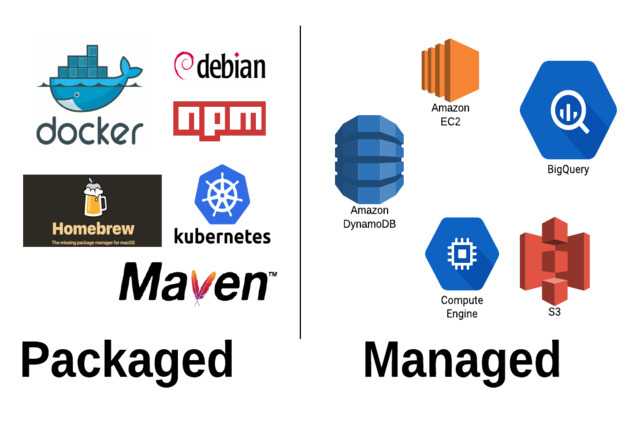 docker
debian
npm
Homebrew
The missing package manager for macOS
kubernetes
Maven™
Packaged
Amazon
EC2
BigQuery
Amazon
DynamoDB
Compute
Engine
S3
Managed